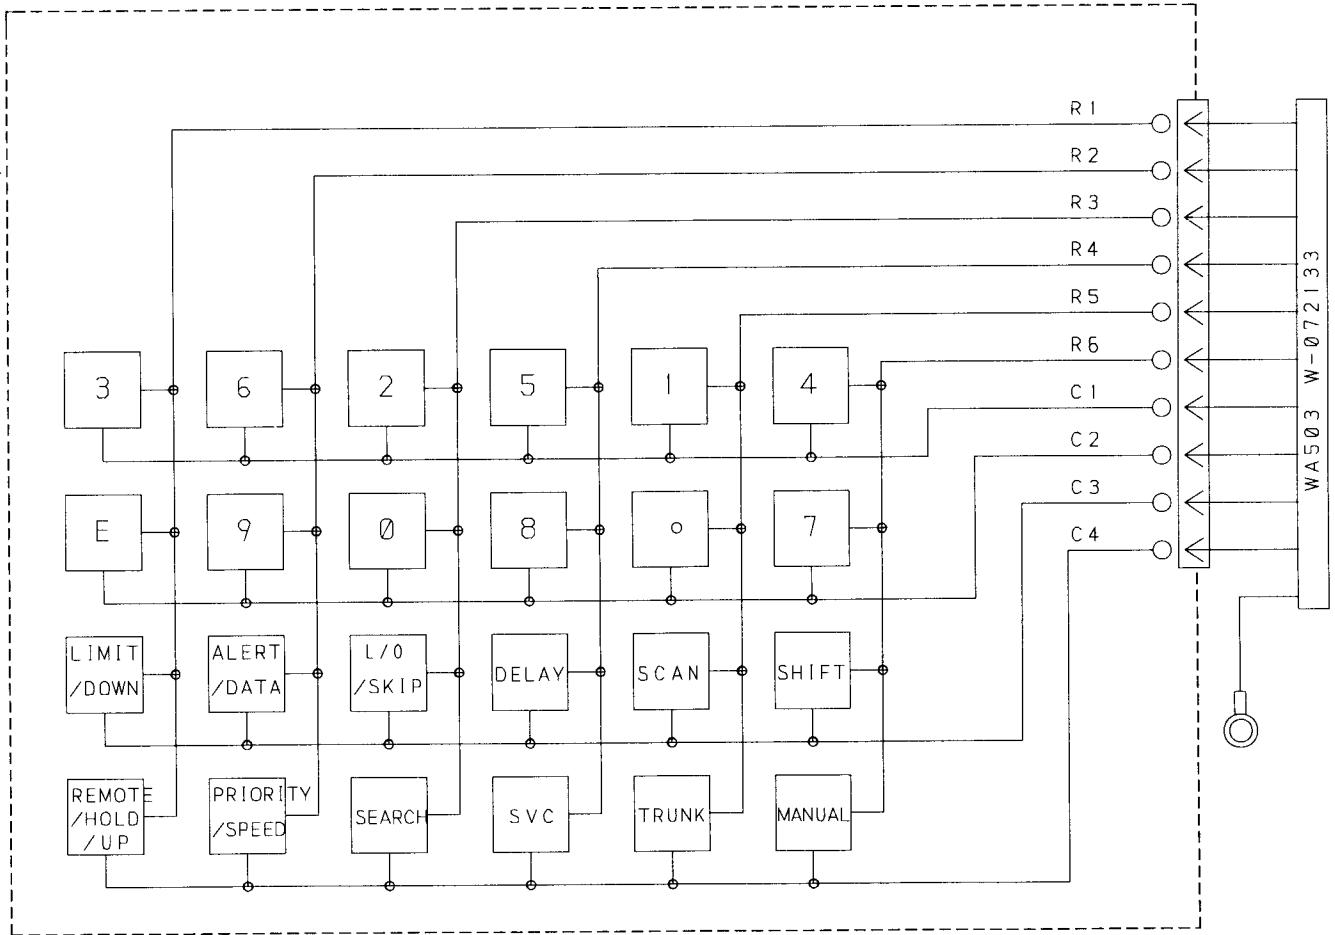 R1
R2
R3
R4
R5
R6
C1
C2
C3
C4
WA503 W-072133
3
6
2
5
1
4
E
9
0
8
7
LIMIT
/DOWN
ALERT
/DATA
L/O
/SKIP
DELAY
SCAN
SHIFT
REMOTE
/HOLD
/UP
PRIORITY
/SPEED
SEARCH
SVC
TRUNK
MANUAL